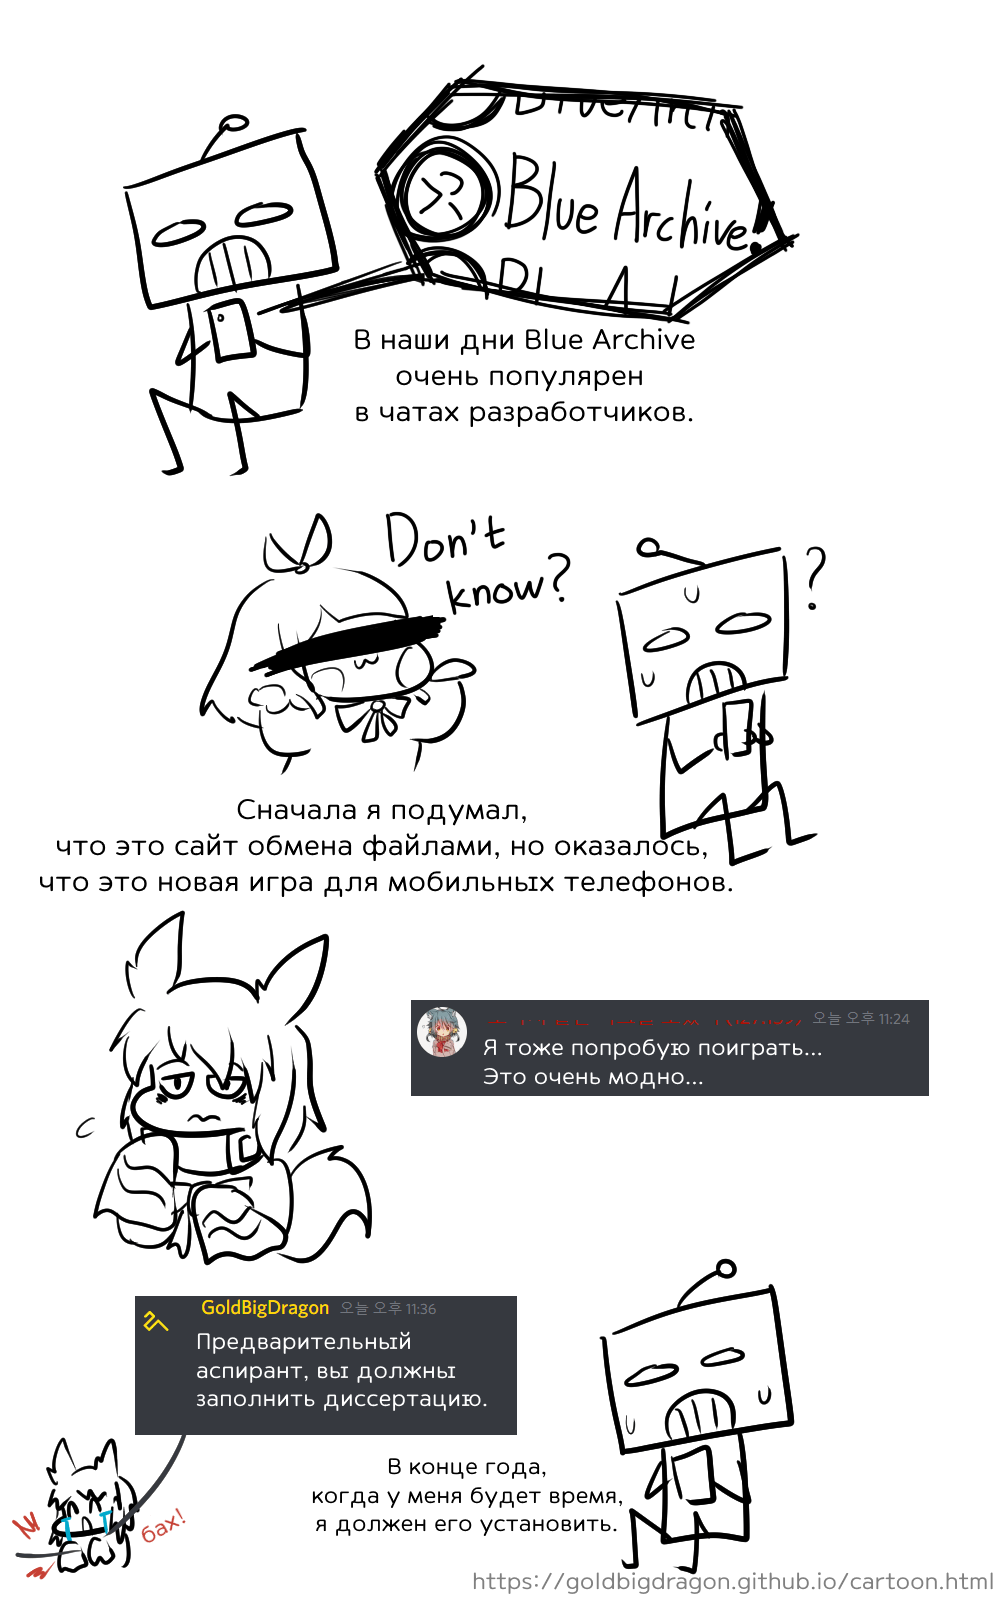 Blue Archive!
В наши дни Blue Archive
очень популярен
в чатах разработчиков.
Don't
know?
?
Сначала я подумал,
что это сайт обмена файлами, но оказалось,
что это новая игра для мобильных телефонов.
오늘 오후 11:24
Я тоже попробую поиграть...
Это очень модно...
GoldBigDragon 오늘 오후 11:36
Предварительный
аспирант, вы должны
заполнить диссертацию.
бах!
В конце года,
когда у меня будет время,
я должен его установить.
https://goldbigdragon.github.io/cartoon.html